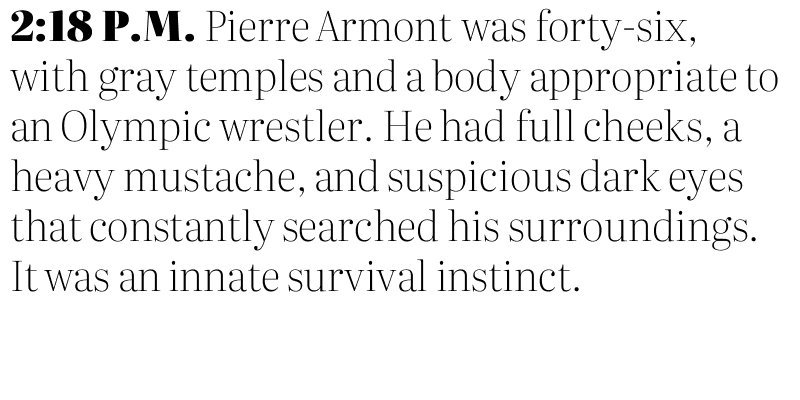 2:18 P.M. Pierre Armont was forty-six,
with gray temples and a body appropriate to
an Olympic wrestler. He had full cheeks, a
heavy mustache, and suspicious dark eyes
that constantly searched his surroundings.
It was an innate survival instinct.